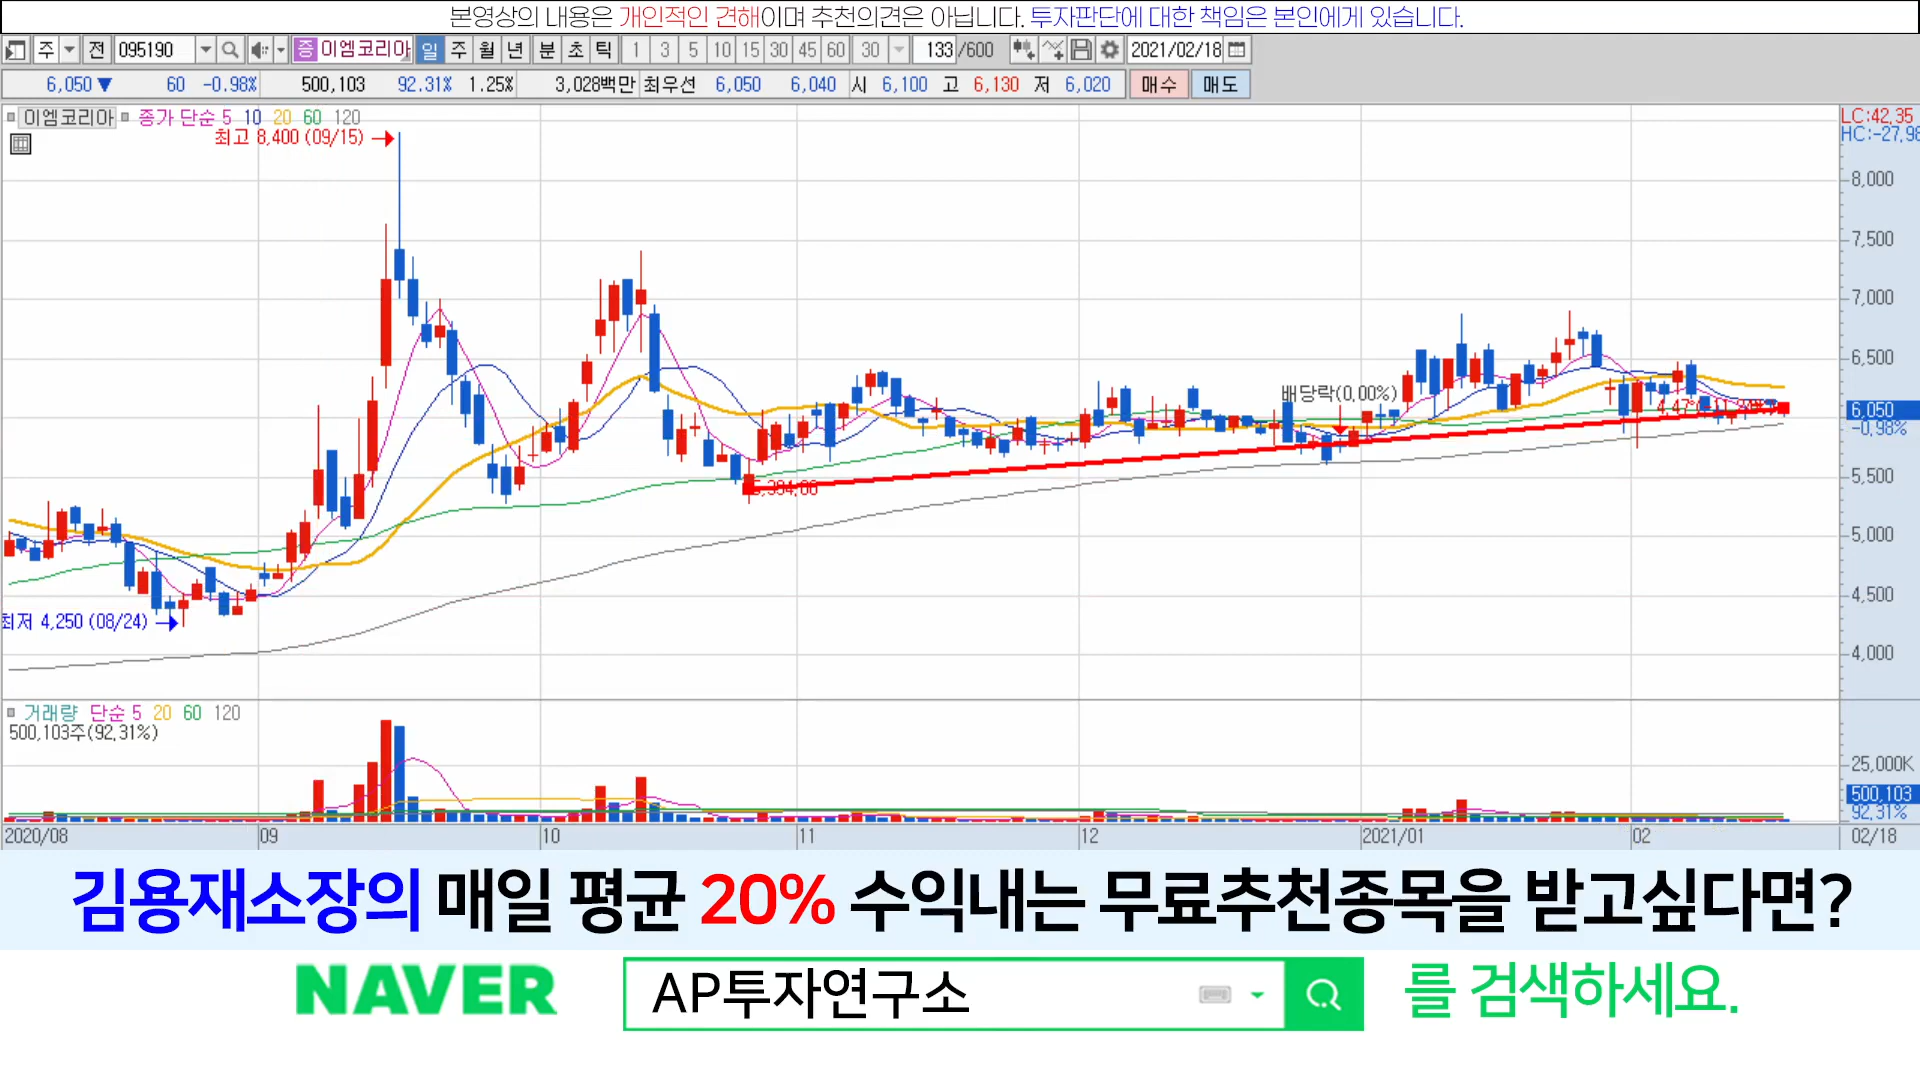 본영상의 내용은 개인적인 견해이며 추천의견은 아닙니다. 투자판단에 대한 책임은 본인에게 있습니다.
주 전 095190 증 이엠코리아 일 주 월 년 분 초 틱 1 3 5 10 15 30 45 60 30 133 /600 2021/02/18
6,050 ▼ 60 -0.98% 500,103 92.31% 1.25% 3,028백만 최우선 6,050 6,040 시 6,100 고 6,130 저 6,020 매수 매도
이엠코리아 종가 단순 5 10 20 60 120
LC:42.35
HC:-27.98
최고 8,400 (09/15)
8,000
7,500
7,000
6,500
배당락(0.00%)
6,050
-0.98%
5,500
5,000
4,500
최저 4,250 (08/24)
4,000
거래량 단순 5 20 60 120
500,103주(92.31%)
25,000K
500,103
92.31%
2020/08 09 10 11 12 2021/01 02 02/18
김용재소장의 매일 평균 20% 수익내는 무료추천종목을 받고싶다면?
NAVER AP투자연구소 를 검색하세요.